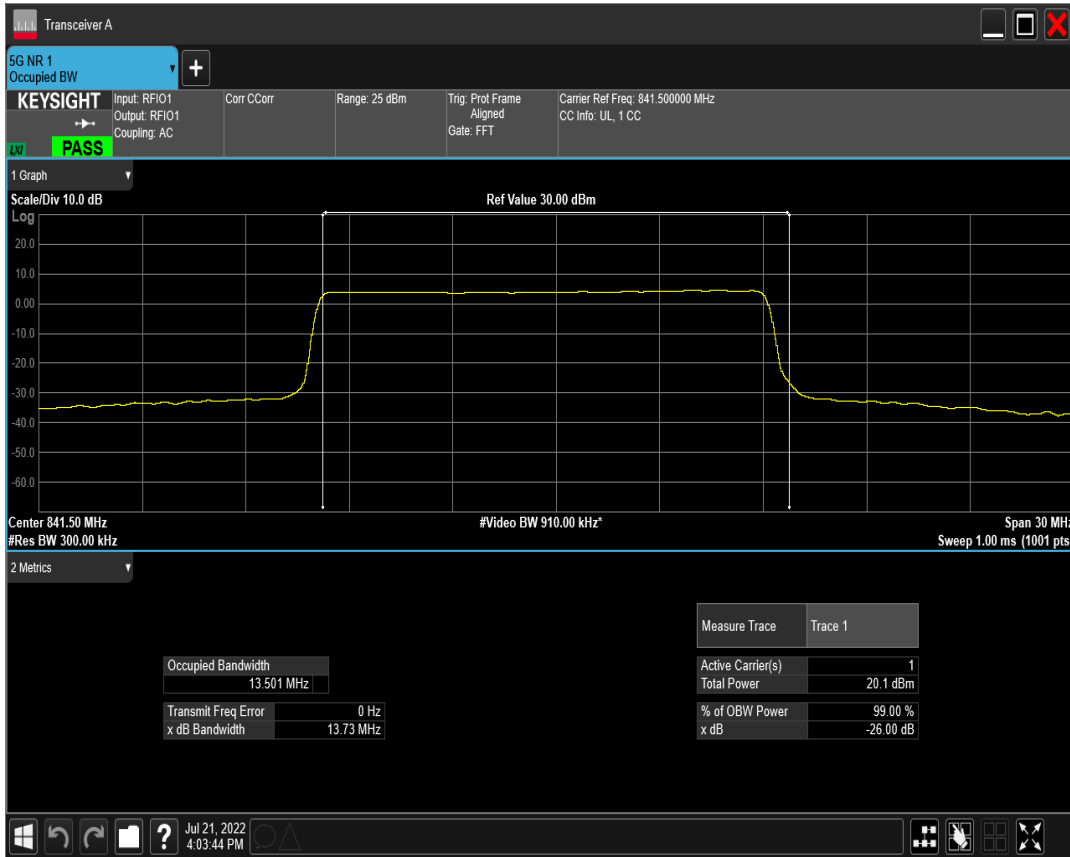 Transceiver A
5G NR 1
Occupied BW
KEYSIGHT
LXI
PASS
Input: RFIO1
Output: RFIO1
Coupling: AC
Corr CCorr
Range: 25 dBm
Trig: Prot Frame
Aligned
Gate: FFT
Carrier Ref Freq: 841.500000 MHz
CC Info: UL, 1 CC
1 Graph
Scale/Div 10.0 dB
Ref Value 30.00 dBm
Log
20.0
10.0
0.00
-10.0
-20.0
-30.0
-40.0
-50.0
-60.0
Center 841.50 MHz
#Video BW 910.00 kHz*
Span 30 MHz
#Res BW 300.00 kHz
Sweep 1.00 ms (1001 pts
2 Metrics
Measure Trace
Trace 1
Occupied Bandwidth
13.501 MHz
Active Carrier(s)
1
Total Power
20.1 dBm
Transmit Freq Error
0 Hz
x dB Bandwidth
13.73 MHz
% of OBW Power
99.00 %
x dB
-26.00 dB
?
Jul 21, 2022
4:03:44 PM